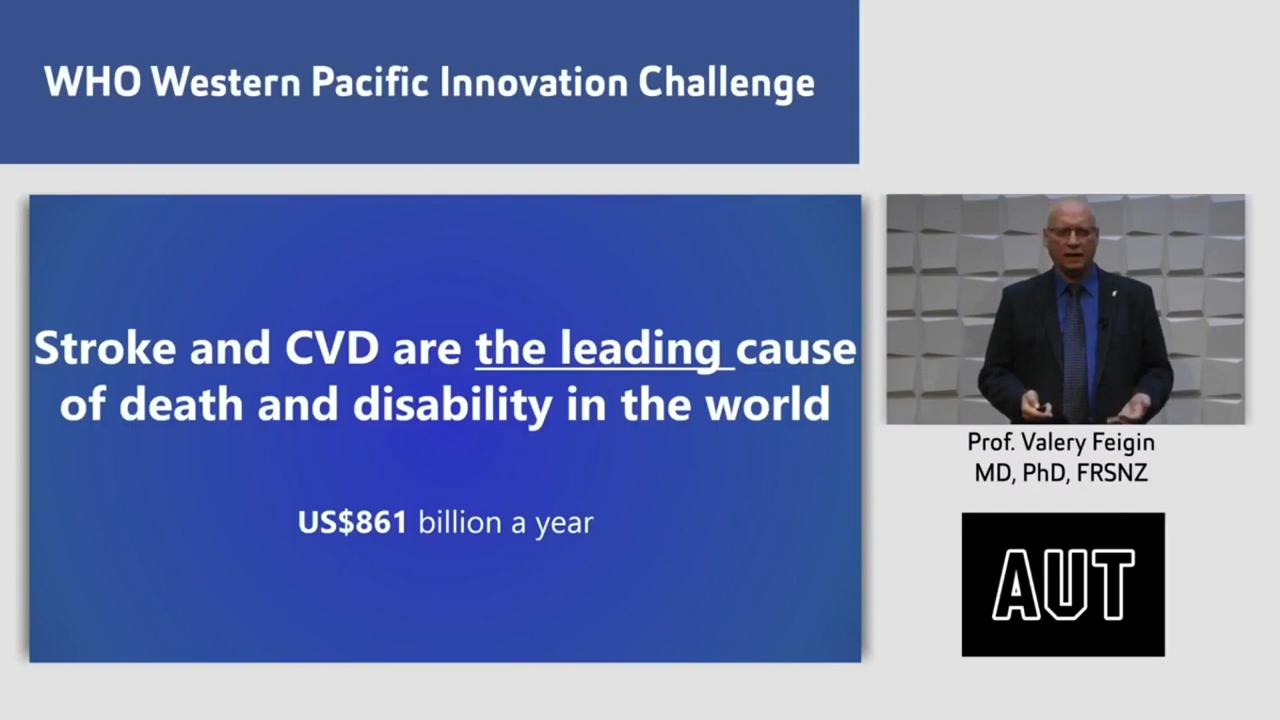 WHO Western Pacific Innovation Challenge
Stroke and CVD are the leading cause
of death and disability in the world
US$861 billion a year
Prof. Valery Feigin
MD, PhD, FRSNZ
AUT